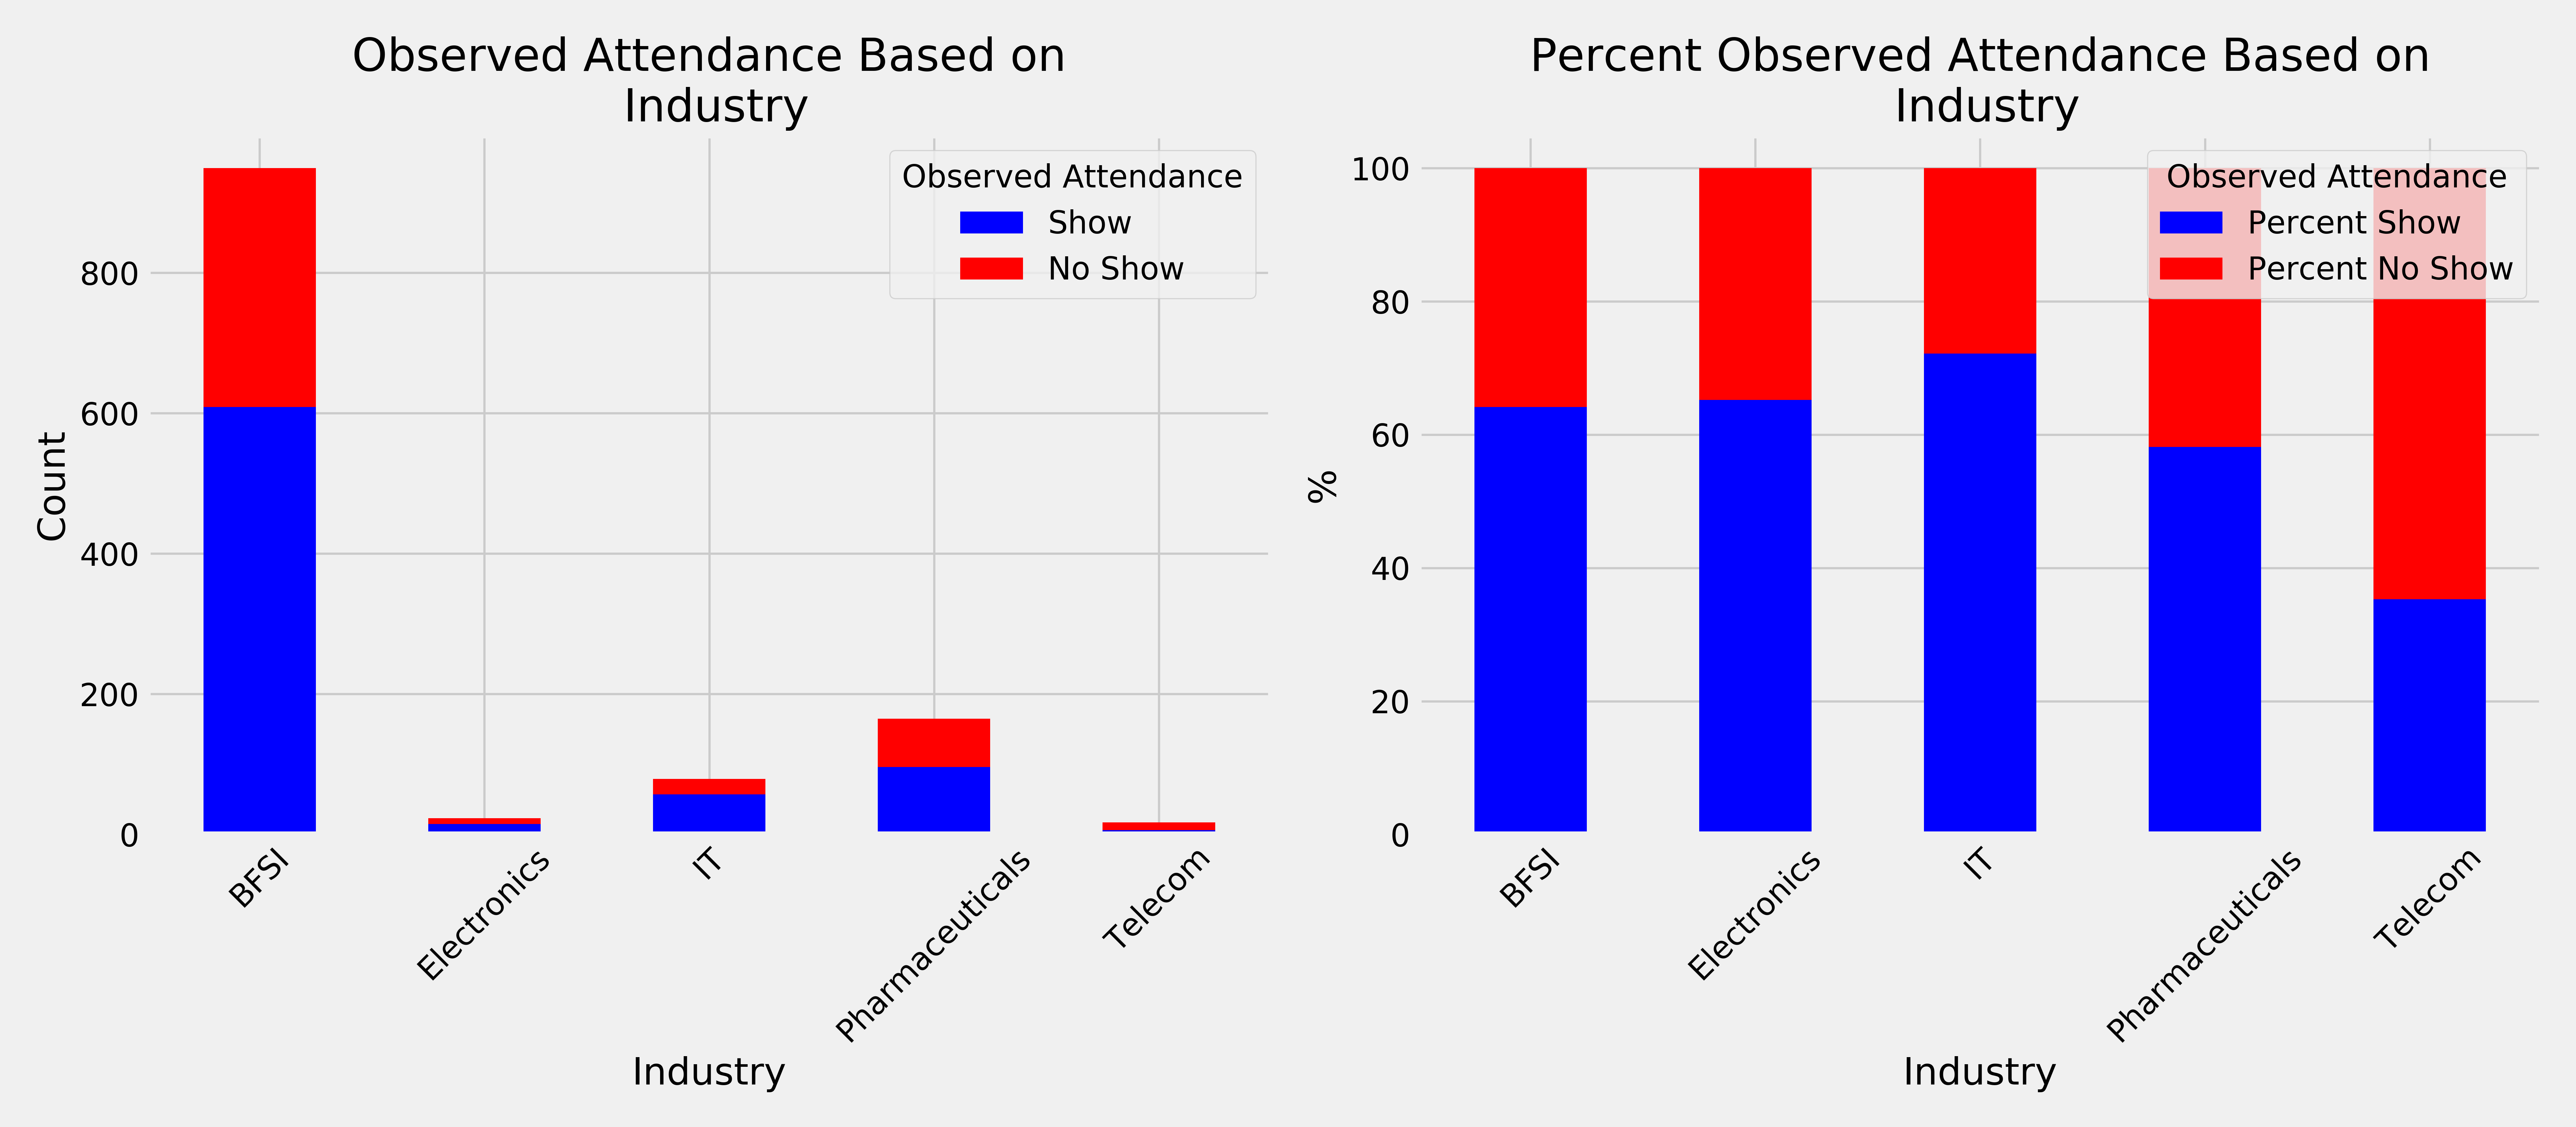 Observed Attendance Based on
Industry
Observed Attendance
Show
No Show
Count
800
600
400
200
0
BFSI
Electronics
IT
Pharmaceuticals
Telecom
Industry
Percent Observed Attendance Based on
Industry
Observed Attendance
Percent Show
Percent No Show
%
100
80
60
40
20
0
BFSI
Electronics
IT
Pharmaceuticals
Telecom
Industry